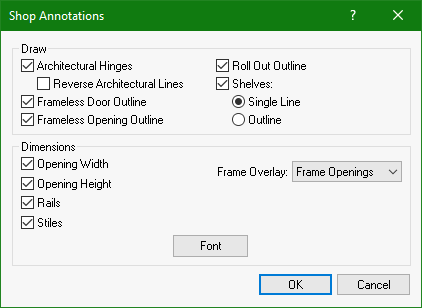 Shop Annotations
Draw
Architectural Hinges
Reverse Architectural Lines
Frameless Door Outline
Frameless Opening Outline
Roll Out Outline
Shelves:
Single Line
Outline
Dimensions
Opening Width
Opening Height
Rails
Stiles
Frame Overlay: Frame Openings
Font
OK Cancel